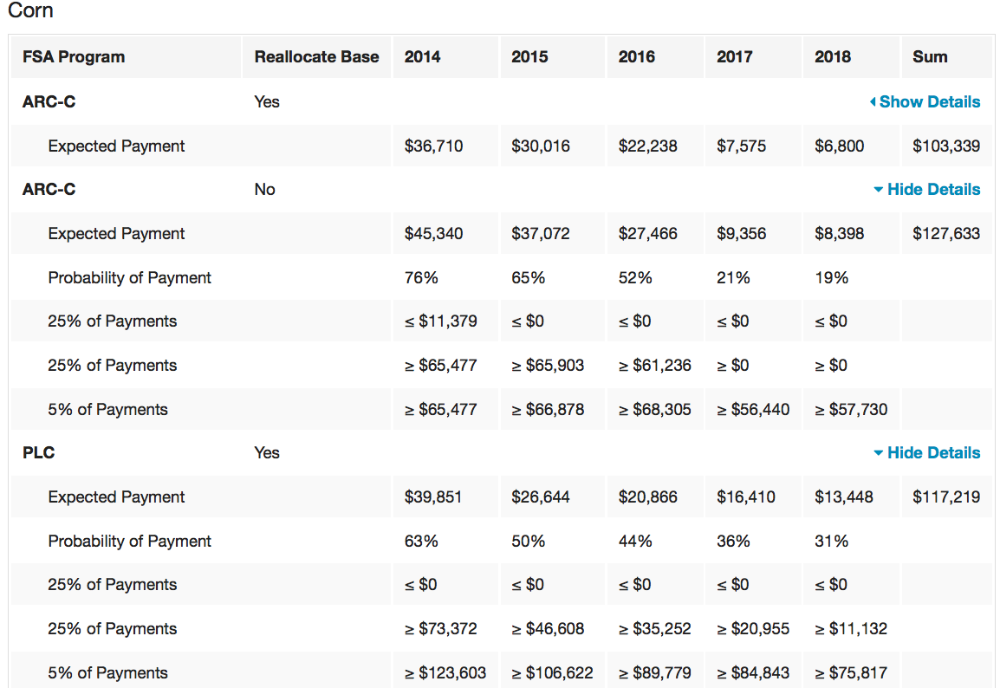 Corn
FSA Program Reallocate Base 2014 2015 2016 2017 2018 Sum
ARC-C Yes Show Details
Expected Payment $36,710 $30,016 $22,238 $7,575 $6,800 $103,339
ARC-C No Hide Details
Expected Payment $45,340 $37,072 $27,466 $9,356 $8,398 $127,633
Probability of Payment 76% 65% 52% 21% 19%
25% of Payments ≤ $11,379 ≤ $0 ≤ $0 ≤ $0 ≤ $0
25% of Payments ≥ $65,477 ≥ $65,903 ≥ $61,236 ≥ $0 ≥ $0
5% of Payments ≥ $65,477 ≥ $66,878 ≥ $68,305 ≥ $56,440 ≥ $57,730
PLC Yes Hide Details
Expected Payment $39,851 $26,644 $20,866 $16,410 $13,448 $117,219
Probability of Payment 63% 50% 44% 36% 31%
25% of Payments ≤ $0 ≤ $0 ≤ $0 ≤ $0 ≤ $0
25% of Payments ≥ $73,372 ≥ $46,608 ≥ $35,252 ≥ $20,955 ≥ $11,132
5% of Payments ≥ $123,603 ≥ $106,622 ≥ $89,779 ≥ $84,843 ≥ $75,817